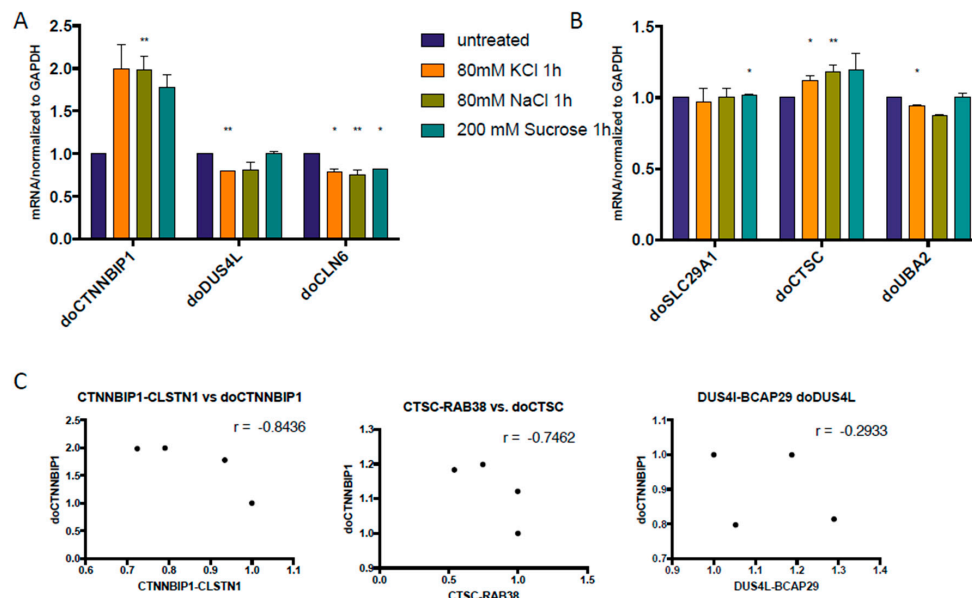 A
mRNA/normalized to GAPDH
2.5
2.0
1.5
1.0
0.5
0.0
**
**
*
**
*
doCTNNBIP1
doDUS4L
doCLN6
untreated
80mM KCl 1h
80mM NaCl 1h
200 mM Sucrose 1h
B
mRNA/normalized to GAPDH
1.5
1.0
0.5
0.0
*
*
**
*
doSLC29A1
doCTSC
doUBA2
C
CTNNBIP1-CLSTN1 vs doCTNNBIP1
r = -0.8436
doCTNNBIP1
2.5
2.0
1.5
1.0
0.5
0.0
0.6 0.7 0.8 0.9 1.0 1.1
CTNNBIP1-CLSTN1
CTSC-RAB38 vs. doCTSC
r = -0.7462
doCTNNBIP1
1.3
1.2
1.1
1.0
0.9
0.0 0.5 1.0 1.5
CTSC-RAB38
DUS4l-BCAP29 doDUS4L
r = -0.2933
doCTNNBIP1
1.1
1.0
0.9
0.8
0.7
0.9 1.0 1.1 1.2 1.3 1.4
DUS4L-BCAP29